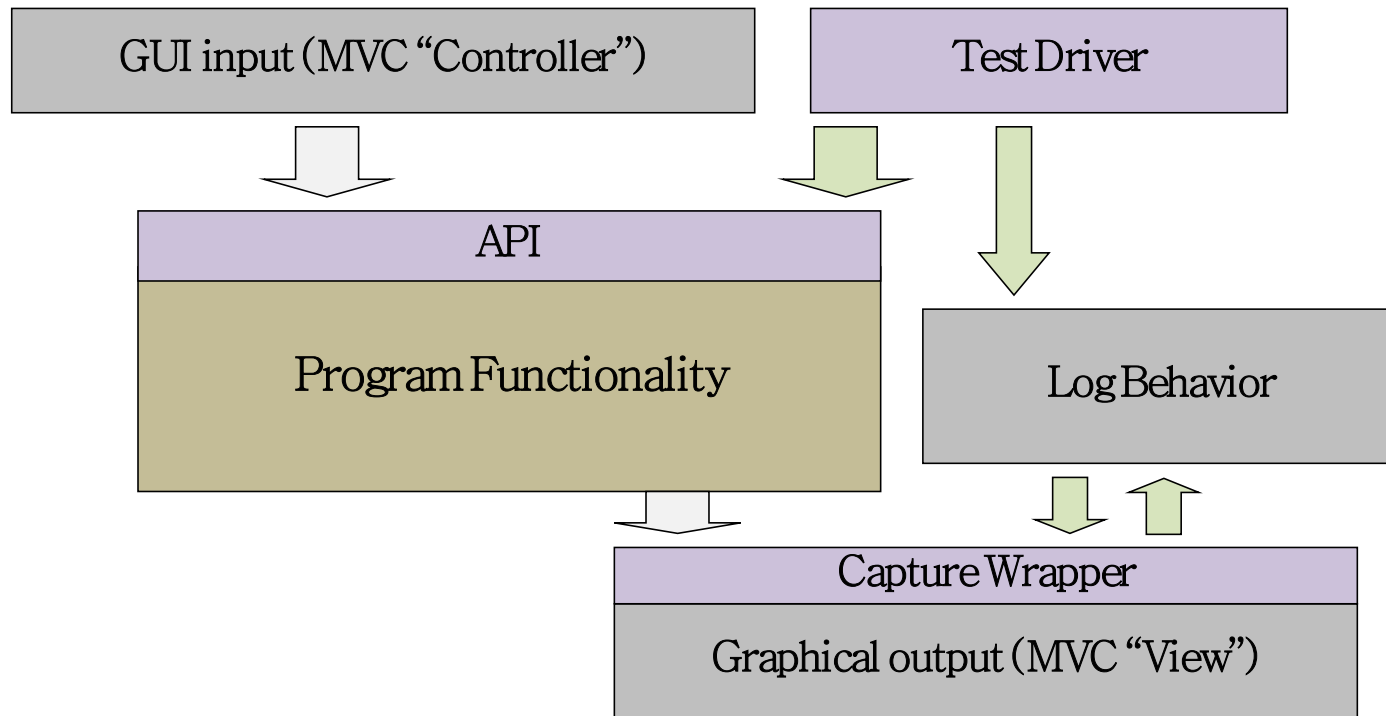 GUI input (MVC “Controller”)
Test Driver
API
Program Functionality
Log Behavior
Capture Wrapper
Graphical output (MVC “View”)